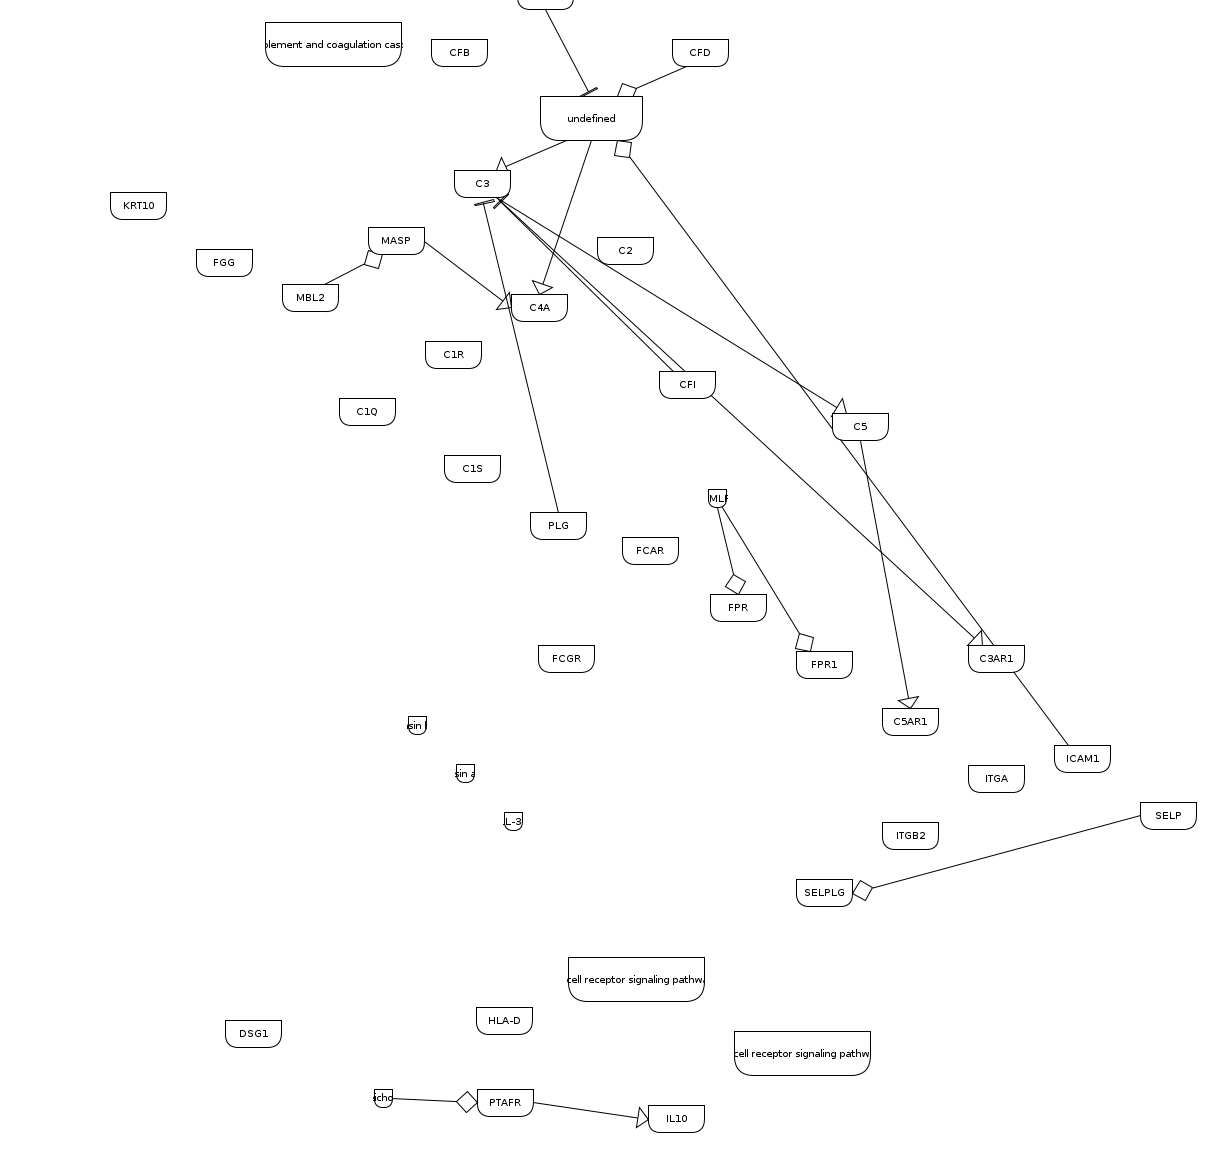 plement and coagulation cas
CFB
CFD
undefined
C3
KRT10
MASP
C2
FGG
MBL2
C4A
C1R
CFI
C1Q
C5
C1S
MLF
PLG
FCAR
FPR
FCGR
FPR1
C3AR1
C5AR1
sin
ICAM1
sin a
ITGA
SELP
L-3
ITGB2
SELPLG
cell receptor signaling pathw
HLA-D
DSG1
cell receptor signaling pathw
icho
PTAFR
IL10